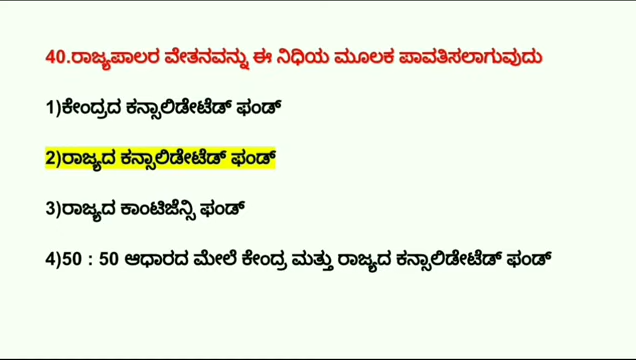 40.ರಾಜ್ಯಪಾಲರ ವೇತನವನ್ನು ಈ ನಿಧಿಯ ಮೂಲಕ ಪಾವತಿಸಲಾಗುವುದು
1)ಕೇಂದ್ರದ ಕನ್ಸಾಲಿಡೇಟೆಡ್ ಫಂಡ್
2)ರಾಜ್ಯದ ಕನ್ಸಾಲಿಡೇಟೆಡ್ ಫಂಡ್
3)ರಾಜ್ಯದ ಕಾಂಟಿಜೆನ್ಸಿ ಫಂಡ್
4)50 : 50 ಆಧಾರದ ಮೇಲೆ ಕೇಂದ್ರ ಮತ್ತು ರಾಜ್ಯದ ಕನ್ಸಾಲಿಡೇಟೆಡ್ ಫಂಡ್